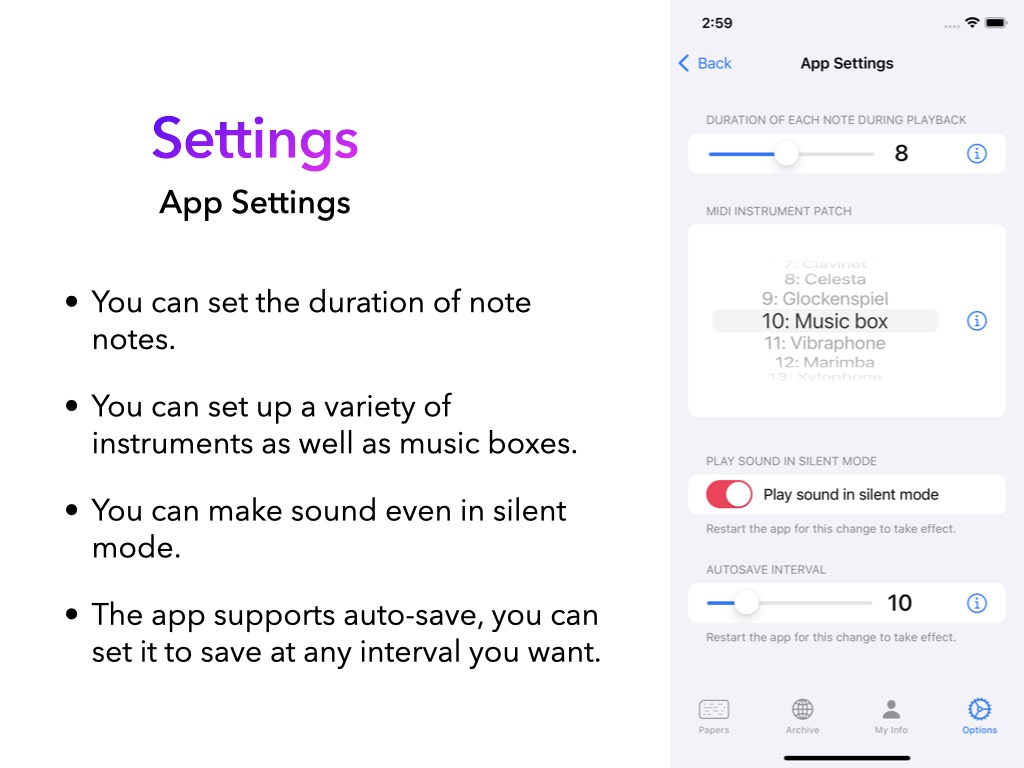 Settings
App Settings
• You can set the duration of note
notes.
• You can set up a variety of
instruments as well as music boxes.
• You can make sound even in silent
mode.
• The app supports auto-save, you can
set it to save at any interval you want.
2:59
Back
App Settings
DURATION OF EACH NOTE DURING PLAYBACK
8
MIDI INSTRUMENT PATCH
7: Clavinet
8: Celesta
9: Glockenspiel
10: Music box
11: Vibraphone
12: Marimba
13: Xylophone
PLAY SOUND IN SILENT MODE
Play sound in silent mode
Restart the app for this change to take effect.
AUTOSAVE INTERVAL
10
Restart the app for this change to take effect.
Papers
Archive
My Info
Options